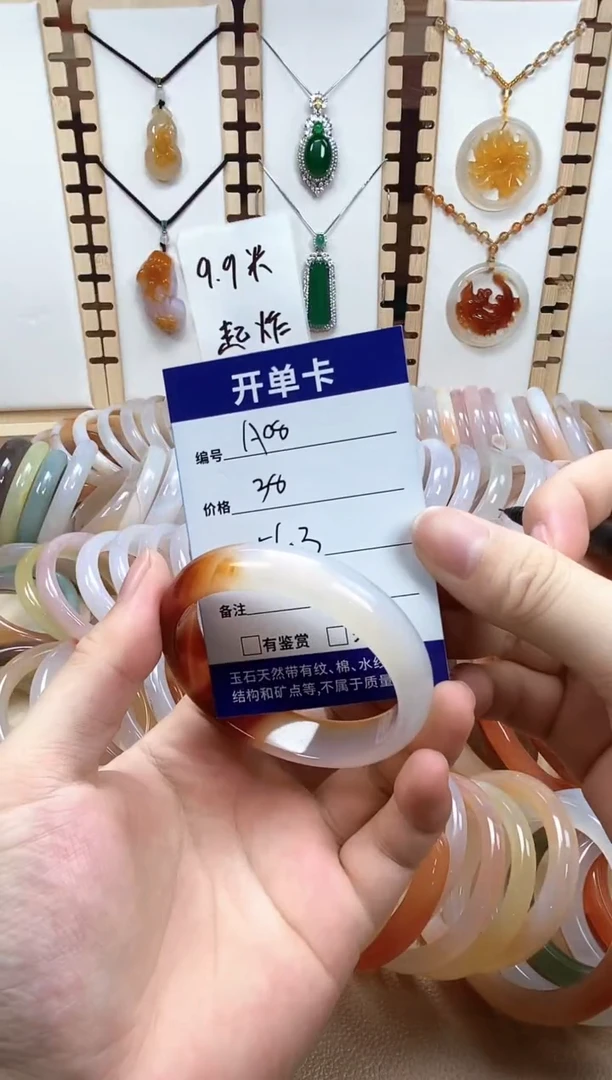 9.9米
起炸
开单卡
编号 A08
价格 38
备注
□有鉴赏 □
玉石天然带有纹、棉、水线
结构和矿点等,不属于质量